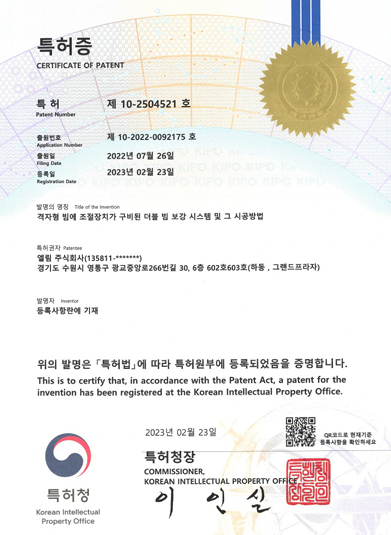 특허증
CERTIFICATE OF PATENT
특 허 제 10-2504521 호
Patent Number
출원번호 제 10-2022-0092175 호
Application Number
출원일 2022년 07월 26일
Filing Date
등록일 2023년 02월 23일
Registration Date
발명의 명칭 Title of the Invention
격자형 빔에 조절장치가 구비된 더블 빔 보강 시스템 및 그 시공방법
특허권자 Patentee
엘림 주식회사(135811-*******)
경기도 수원시 영통구 광교중앙로266번길 30, 6층 602호603호(하동 , 그랜드프라자)
발명자 Inventor
등록사항란에 기재
위의 발명은 「특허법」에 따라 특허원부에 등록되었음을 증명합니다.
This is to certify that, in accordance with the Patent Act, a patent for the
invention has been registered at the Korean Intellectual Property Office.
2023년 02월 23일
QR코드로 현재기준
등록사항을 확인하세요
특허청장
COMMISSIONER,
KOREAN INTELLECTUAL PROPERTY OFFICE
이 인 실
특허청
Korean Intellectual
Property Office